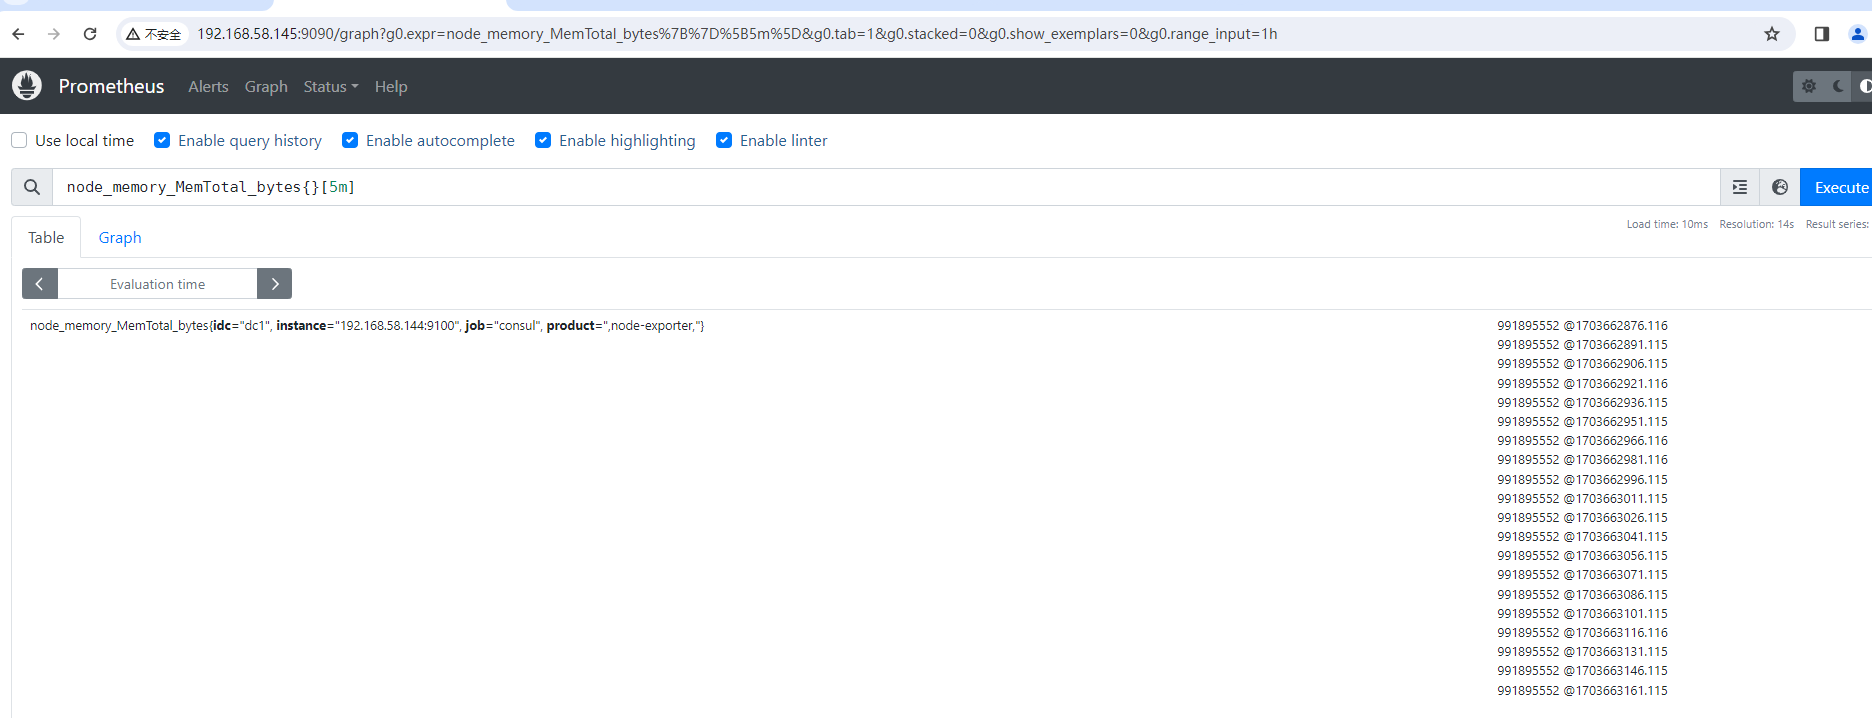 不安全 192.168.58.145:9090/graph?g0.expr=node_memory_MemTotal_bytes%7B%7D%5B5m%5D&g0.tab=1&g0.stacked=0&g0.show_exemplars=0&g0.range_input=1h
Prometheus Alerts Graph Status Help
Use local time Enable query history Enable autocomplete Enable highlighting Enable linter
node_memory_MemTotal_bytes{}[5m] Execute
Load time: 10ms Resolution: 14s Result series:
Table Graph
Evaluation time
node_memory_MemTotal_bytes{idc="dc1", instance="192.168.58.144:9100", job="consul", product=",node-exporter,"} 991895552 @1703662876.116
991895552 @1703662891.115
991895552 @1703662906.115
991895552 @1703662921.116
991895552 @1703662936.115
991895552 @1703662951.115
991895552 @1703662966.116
991895552 @1703662981.116
991895552 @1703662996.115
991895552 @1703663011.115
991895552 @1703663026.115
991895552 @1703663041.115
991895552 @1703663056.115
991895552 @1703663071.115
991895552 @1703663086.115
991895552 @1703663101.115
991895552 @1703663116.116
991895552 @1703663131.115
991895552 @1703663146.115
991895552 @1703663161.115